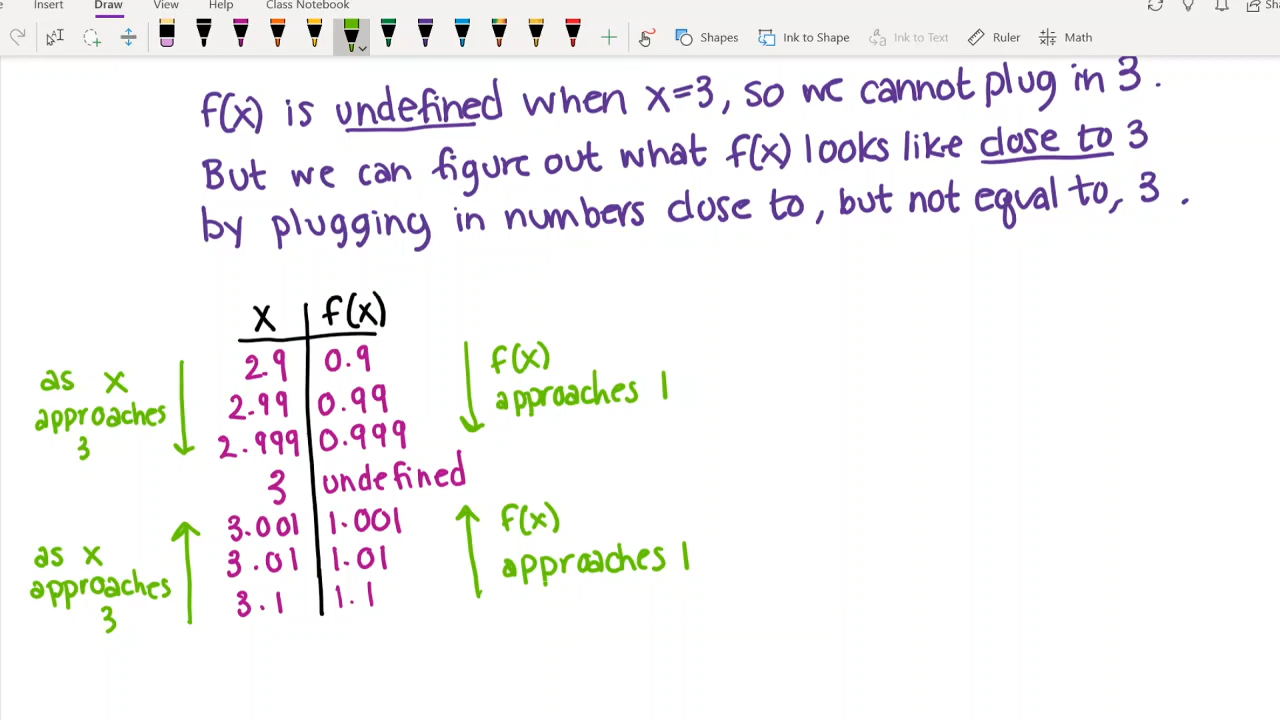 Insert Draw View Help Class Notebook
Shapes Ink to Shape Ink to Text Ruler Math
f(x) is undefined when x=3, so we cannot plug in 3.
But we can figure out what f(x) looks like close to 3
by plugging in numbers close to, but not equal to, 3.
x f(x)
2.9 0.9
2.99 0.99
2.999 0.999
3 undefined
3.001 1.001
3.01 1.01
3.1 1.1
as x
approaches
3
f(x)
approaches 1
as x
approaches
3
f(x)
approaches 1